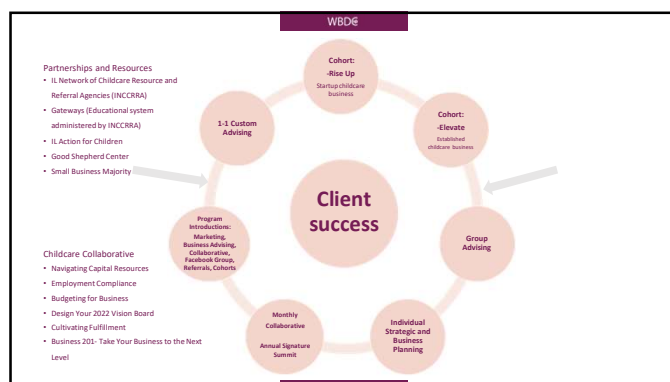 WBDC
Partnerships and Resources
• IL Network of Childcare Resource and
Referral Agencies (INCCRRA)
• Gateways (Educational system
administered by INCCRRA)
• IL Action for Children
• Good Shepherd Center
• Small Business Majority
Childcare Collaborative
• Navigating Capital Resources
• Employment Compliance
• Budgeting for Business
• Design Your 2022 Vision Board
• Cultivating Fulfillment
• Business 201- Take Your Business to the Next
Level
Client
success
Cohort:
-Rise Up
Startup childcare
business
Cohort:
-Elevate
Established
childcare business
Group
Advising
Individual
Strategic and
Business
Planning
Monthly
Collaborative
Annual Signature
Summit
Program
Introductions:
Marketing,
Business Advising,
Collaborative,
Facebook Group,
Referrals, Cohorts
1-1 Custom
Advising